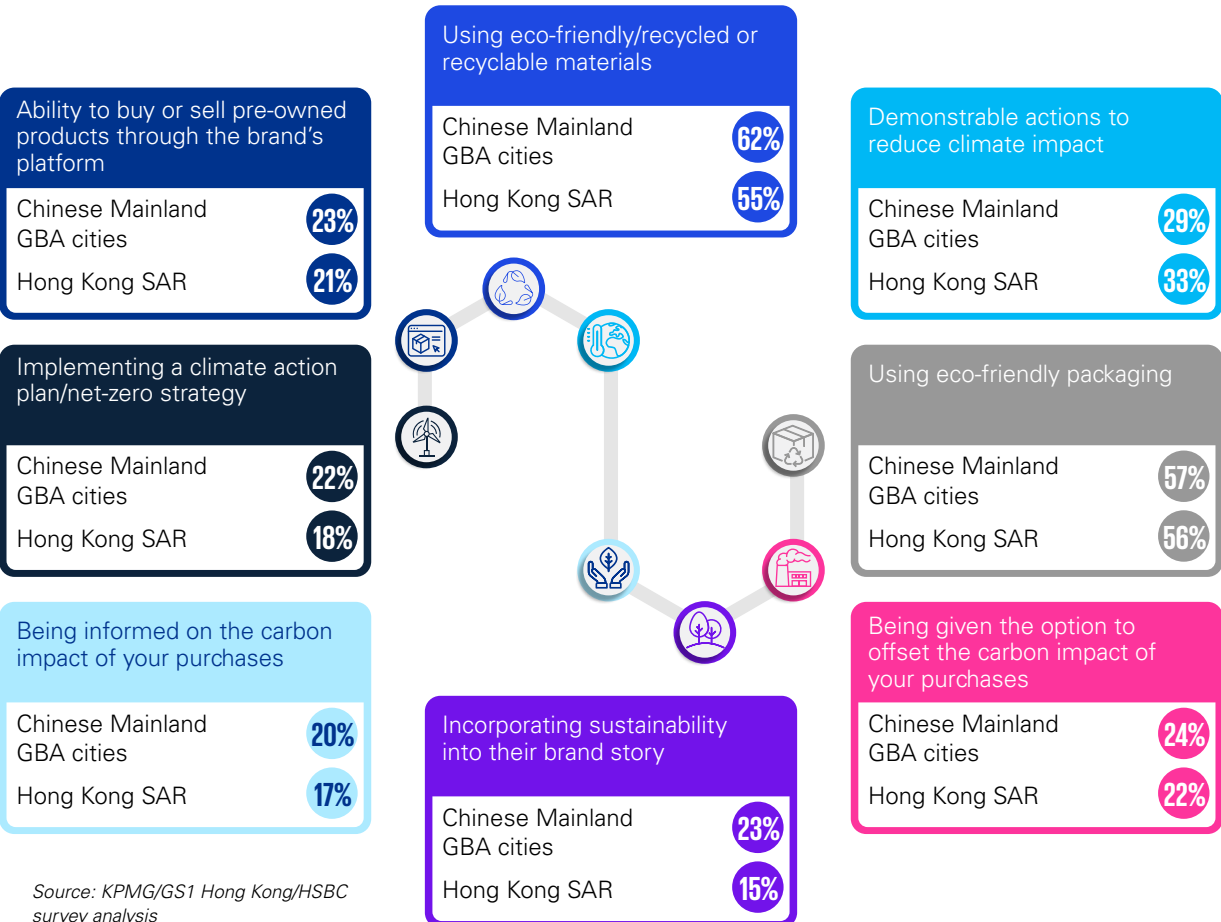 Using eco-friendly/recycled or
recyclable materials
Chinese Mainland
GBA cities
62%
Hong Kong SAR
55%
Ability to buy or sell pre-owned
products through the brand's
platform
Chinese Mainland
GBA cities
23%
Hong Kong SAR
21%
Demonstrable actions to
reduce climate impact
Chinese Mainland
GBA cities
29%
Hong Kong SAR
33%
Implementing a climate action
plan/net-zero strategy
Chinese Mainland
GBA cities
22%
Hong Kong SAR
18%
Using eco-friendly packaging
Chinese Mainland
GBA cities
57%
Hong Kong SAR
56%
Being informed on the carbon
impact of your purchases
Chinese Mainland
GBA cities
20%
Hong Kong SAR
17%
Being given the option to
offset the carbon impact of
your purchases
Chinese Mainland
GBA cities
24%
Hong Kong SAR
22%
Incorporating sustainability
into their brand story
Chinese Mainland
GBA cities
23%
Hong Kong SAR
15%
Source: KPMG/GS1 Hong Kong/HSBC
survey analysis